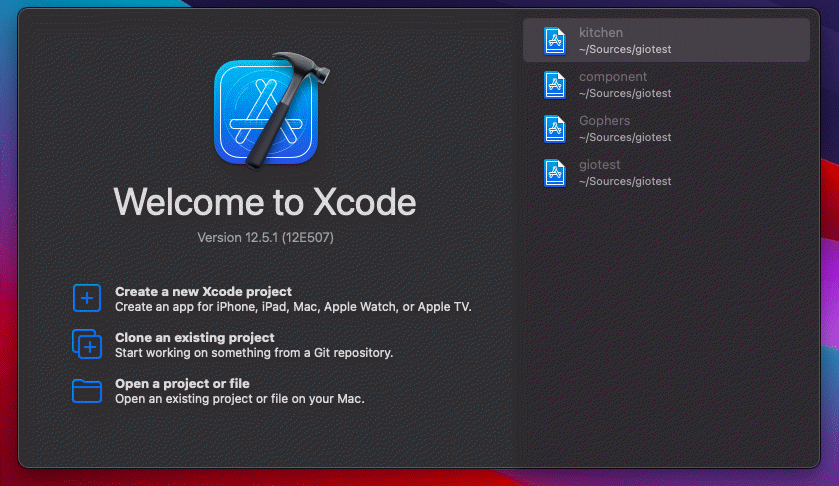 Welcome to Xcode
Version 12.5.1 (12E507)
Create a new Xcode project
Create an app for iPhone, iPad, Mac, Apple Watch, or Apple TV.
Clone an existing project
Start working on something from a Git repository.
Open a project or file
Open an existing project or file on your Mac.
kitchen
~/Sources/giotest
component
~/Sources/giotest
Gophers
~/Sources/giotest
giotest
~/Sources/giotest